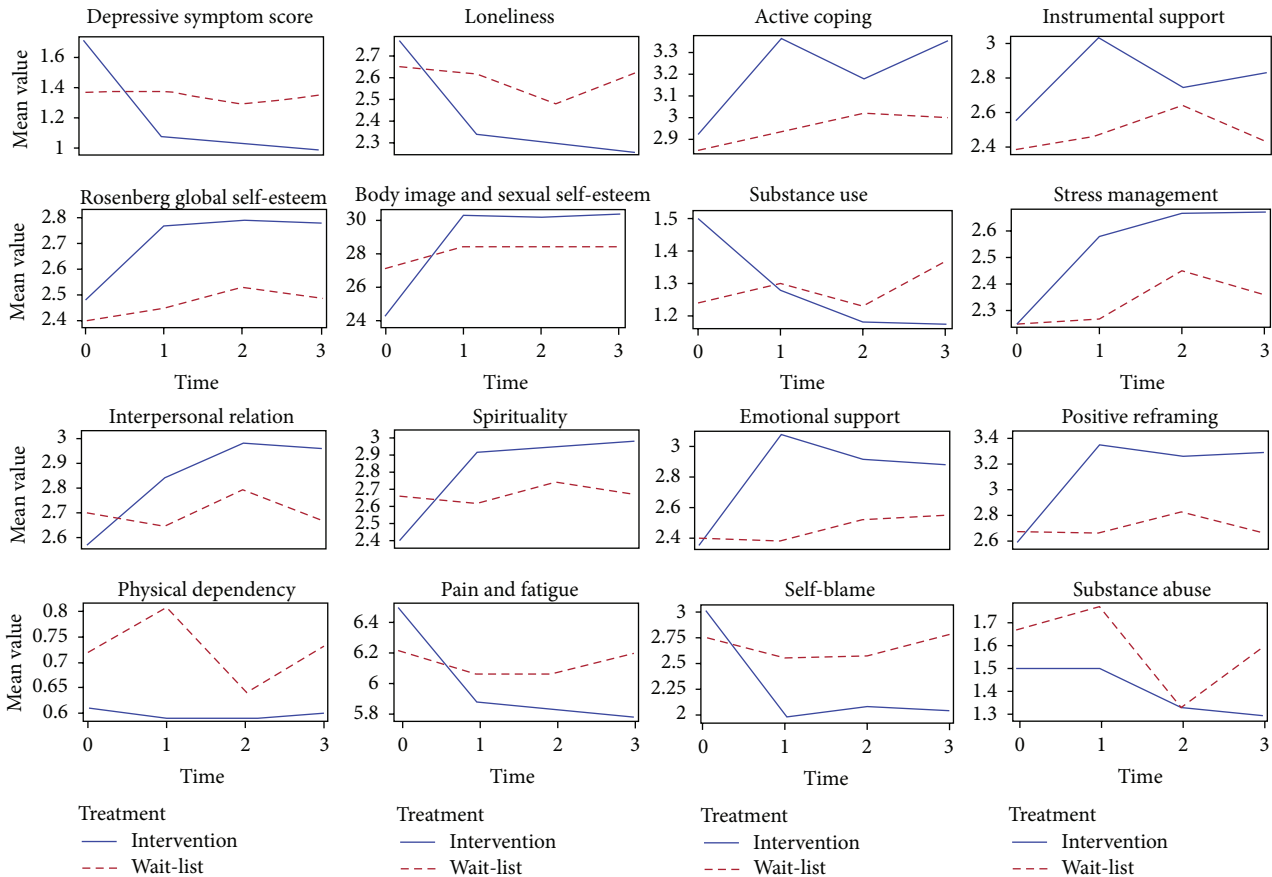 Depressive symptom score
Loneliness
Active coping
Instrumental support
Mean value
1.6
1.4
1.2
1
2.7
2.6
2.5
2.4
2.3
3.3
3.2
3.1
3
2.9
3
2.8
2.6
2.4
Rosenberg global self-esteem
Body image and sexual self-esteem
Substance use
Stress management
Mean value
2.8
2.7
2.6
2.5
2.4
30
28
26
24
1.5
1.4
1.3
1.2
2.6
2.5
2.4
2.3
0 1 2 3
0 1 2 3
0 1 2 3
0 1 2 3
Time
Time
Time
Time
Interpersonal relation
Spirituality
Emotional support
Positive reframing
Mean value
3
2.9
2.8
2.7
2.6
3
2.9
2.8
2.7
2.6
2.5
2.4
3
2.8
2.6
2.4
3.4
3.2
3
2.8
2.6
Physical dependency
Pain and fatigue
Self-blame
Substance abuse
Mean value
0.8
0.75
0.7
0.65
0.6
6.4
6.2
6
5.8
3
2.75
2.5
2.25
2
1.7
1.6
1.5
1.4
1.3
0 1 2 3
0 1 2 3
0 1 2 3
0 1 2 3
Time
Time
Time
Time
Treatment
Intervention
Wait-list
Treatment
Intervention
Wait-list
Treatment
Intervention
Wait-list
Treatment
Intervention
Wait-list